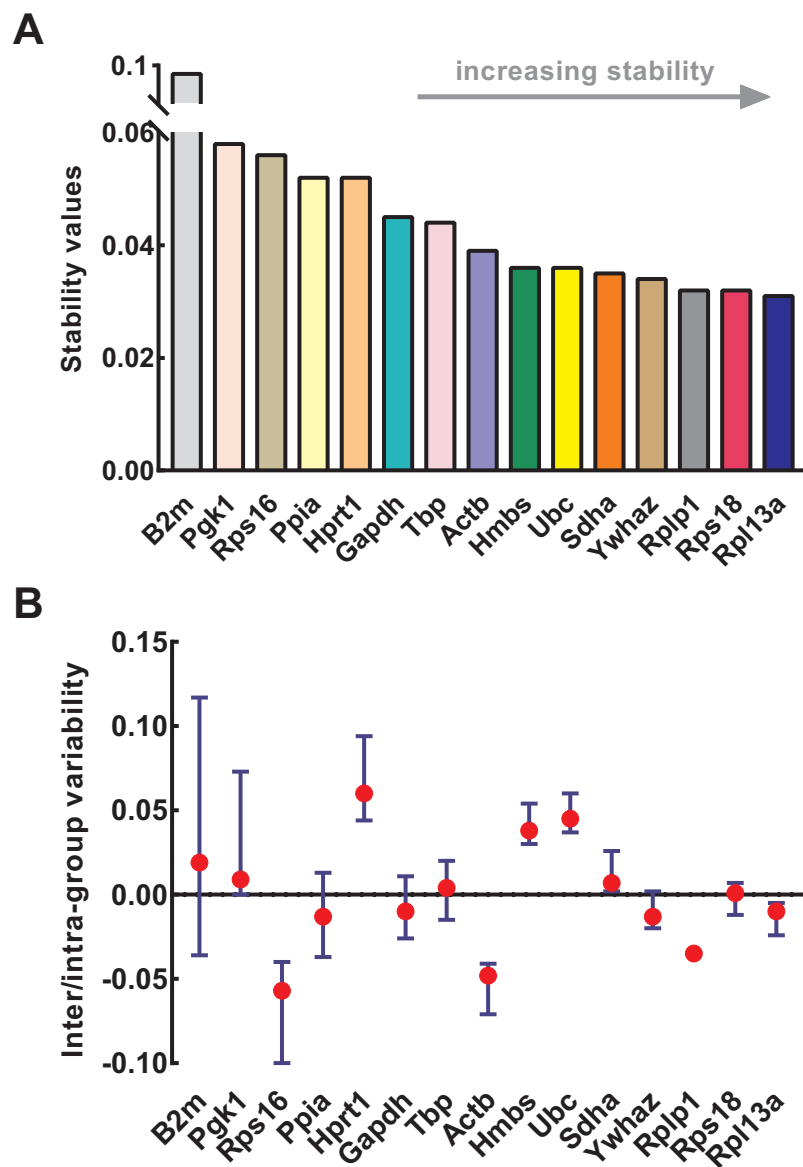 A
increasing stability
Stability values
0.1
0.06
0.04
0.02
0.00
B2m
Pgk1
Rps16
Ppia
Hprt1
Gapdh
Tbp
Actb
Hmbs
Ubc
Sdha
Ywhaz
Rplp1
Rps18
Rpl13a
B
Inter/intra-group variability
0.15
0.10
0.05
0.00
-0.05
-0.10
B2m
Pgk1
Rps16
Ppia
Hprt1
Gapdh
Tbp
Actb
Hmbs
Ubc
Sdha
Ywhaz
Rplp1
Rps18
Rpl13a